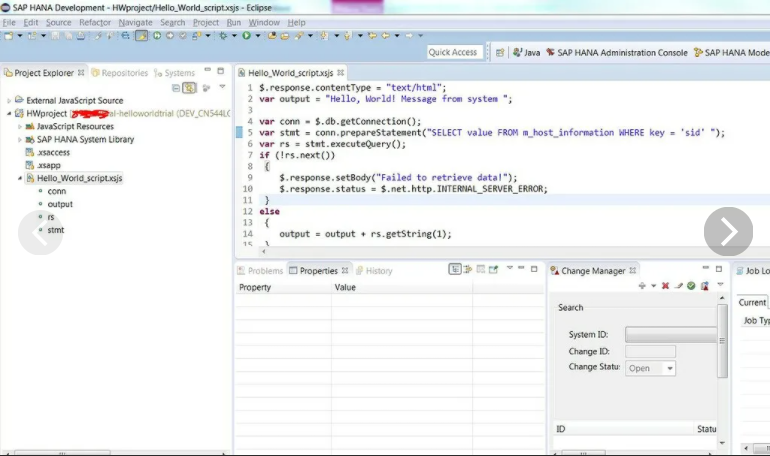 SAP HANA Development - HWproject/Hello_World_script.xsjs - Eclipse
File Edit Source Refactor Navigate Search Project Run Window Help
Quick Access Java SAP HANA Administration Console SAP HANA Mode
Project Explorer Repositories Systems
External JavaScript Source
HWproject al-helloworldtrial (DEV_CN544L
JavaScript Resources
SAP HANA System Library
.xsaccess
.xsapp
Hello_World_script.xsjs
conn
output
rs
stmt
Hello_World_script.xsjs
1 $.response.contentType = "text/html";
2 var output = "Hello, World! Message from system ";
3
4 var conn = $.db.getConnection();
5 var stmt = conn.prepareStatement("SELECT value FROM m_host_information WHERE key = 'sid' ");
6 var rs = stmt.executeQuery();
7 if (!rs.next())
8 {
9 $.response.setBody("Failed to retrieve data!");
10 $.response.status = $.net.http.INTERNAL_SERVER_ERROR;
11 }
12 else
13 {
14 output = output + rs.getString(1);
15 }
Problems Properties History
Property Value
Change Manager
Search
System ID:
Change ID:
Change Statu: Open
ID Statu
Job Lo
Current
Job Typ